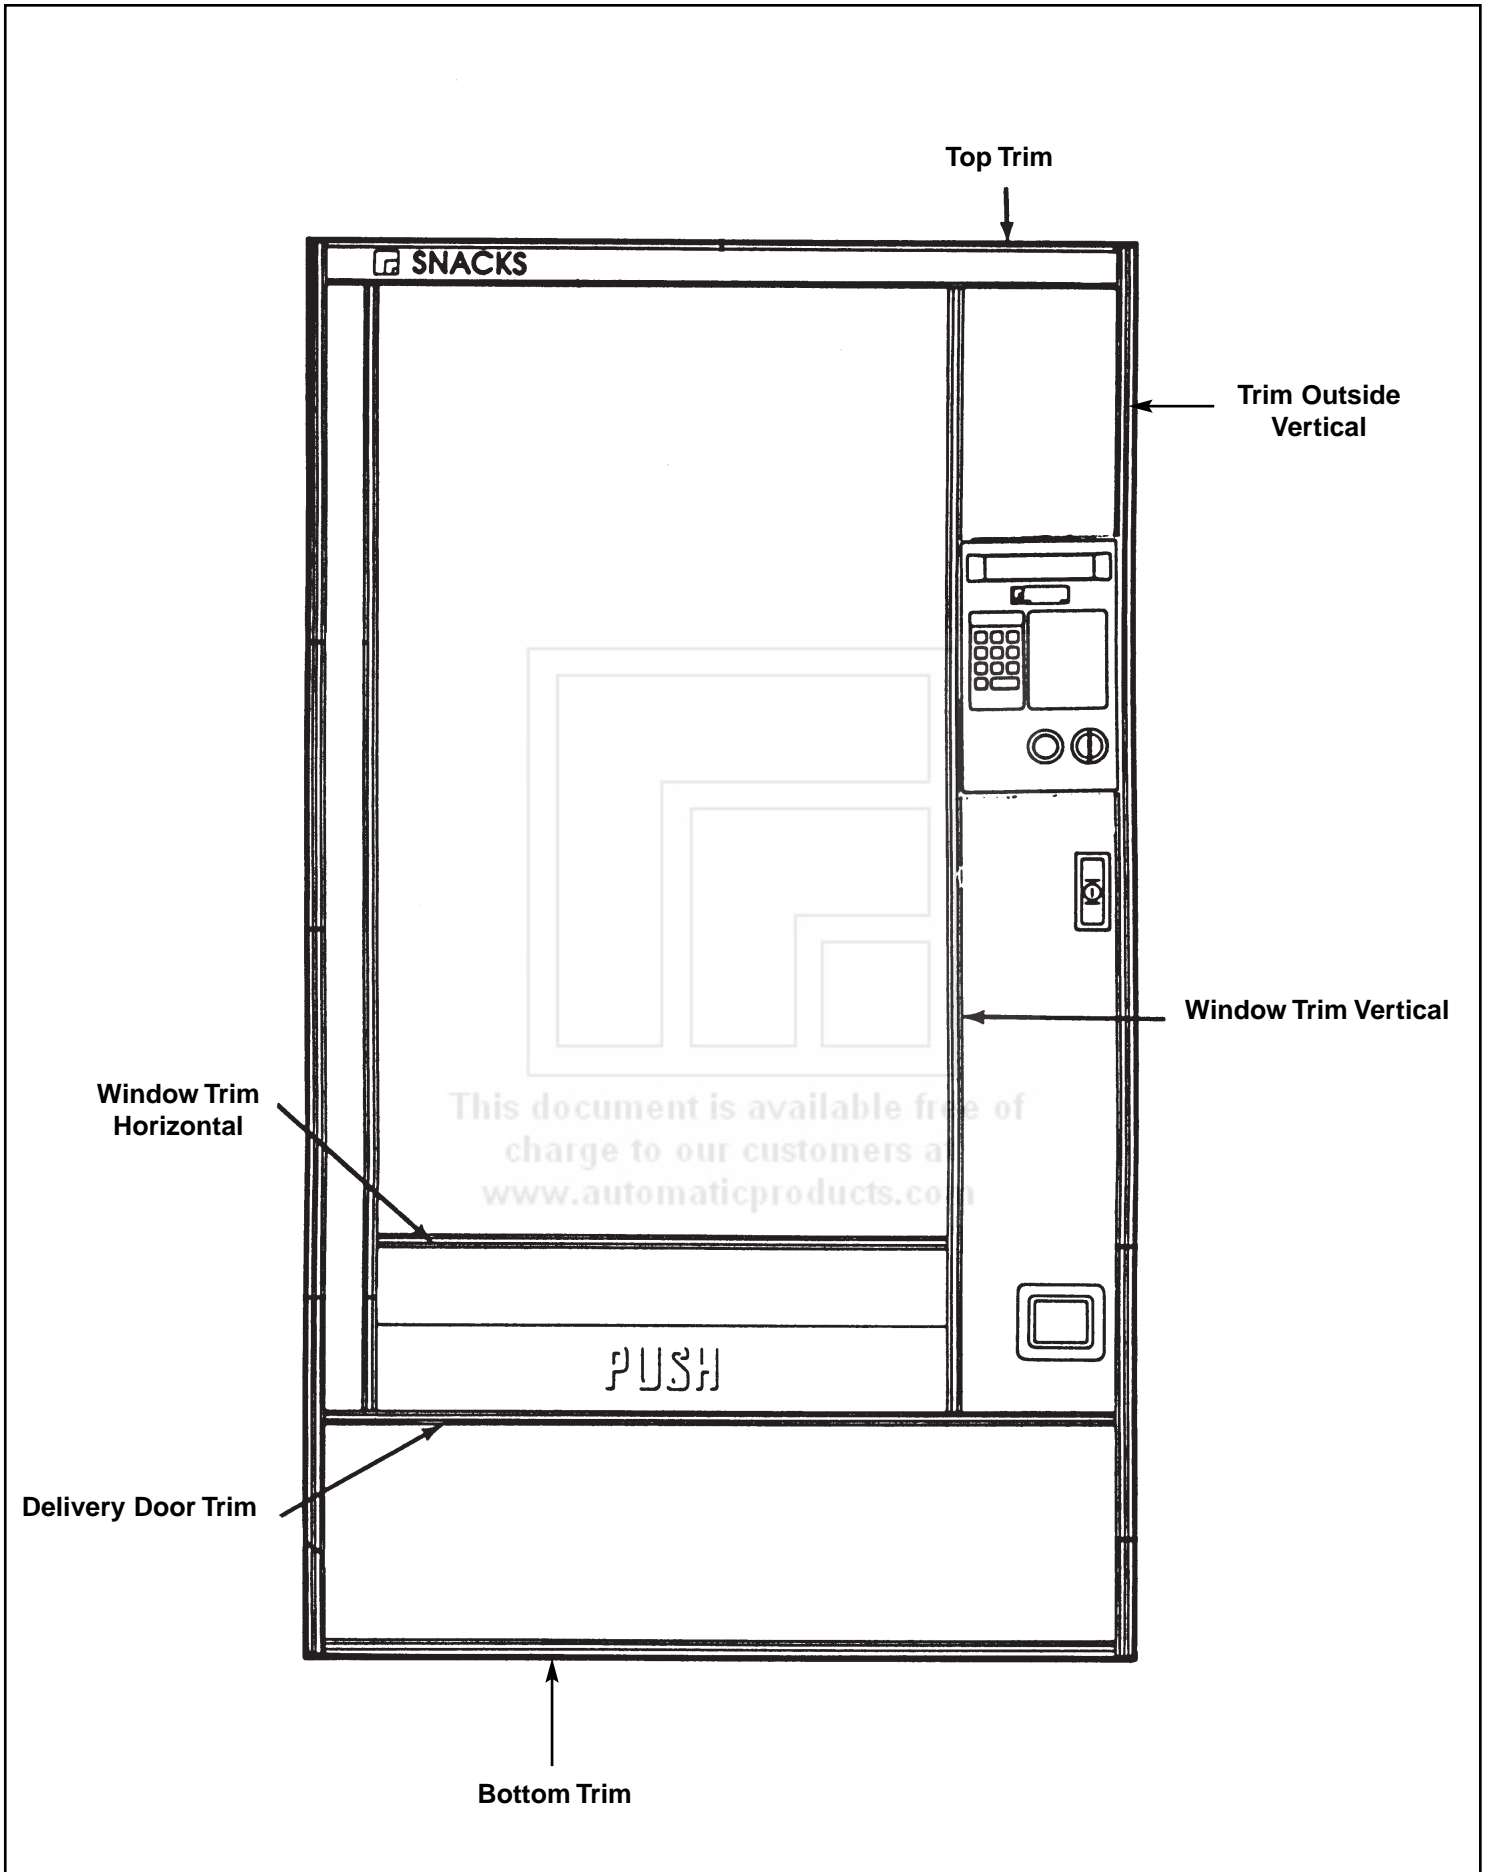 Top Trim
SNACKS
Trim Outside
Vertical
Window Trim Vertical
Window Trim
Horizontal
This document is available free of
charge to our customers at
www.automaticproducts.com
PUSH
Delivery Door Trim
Bottom Trim